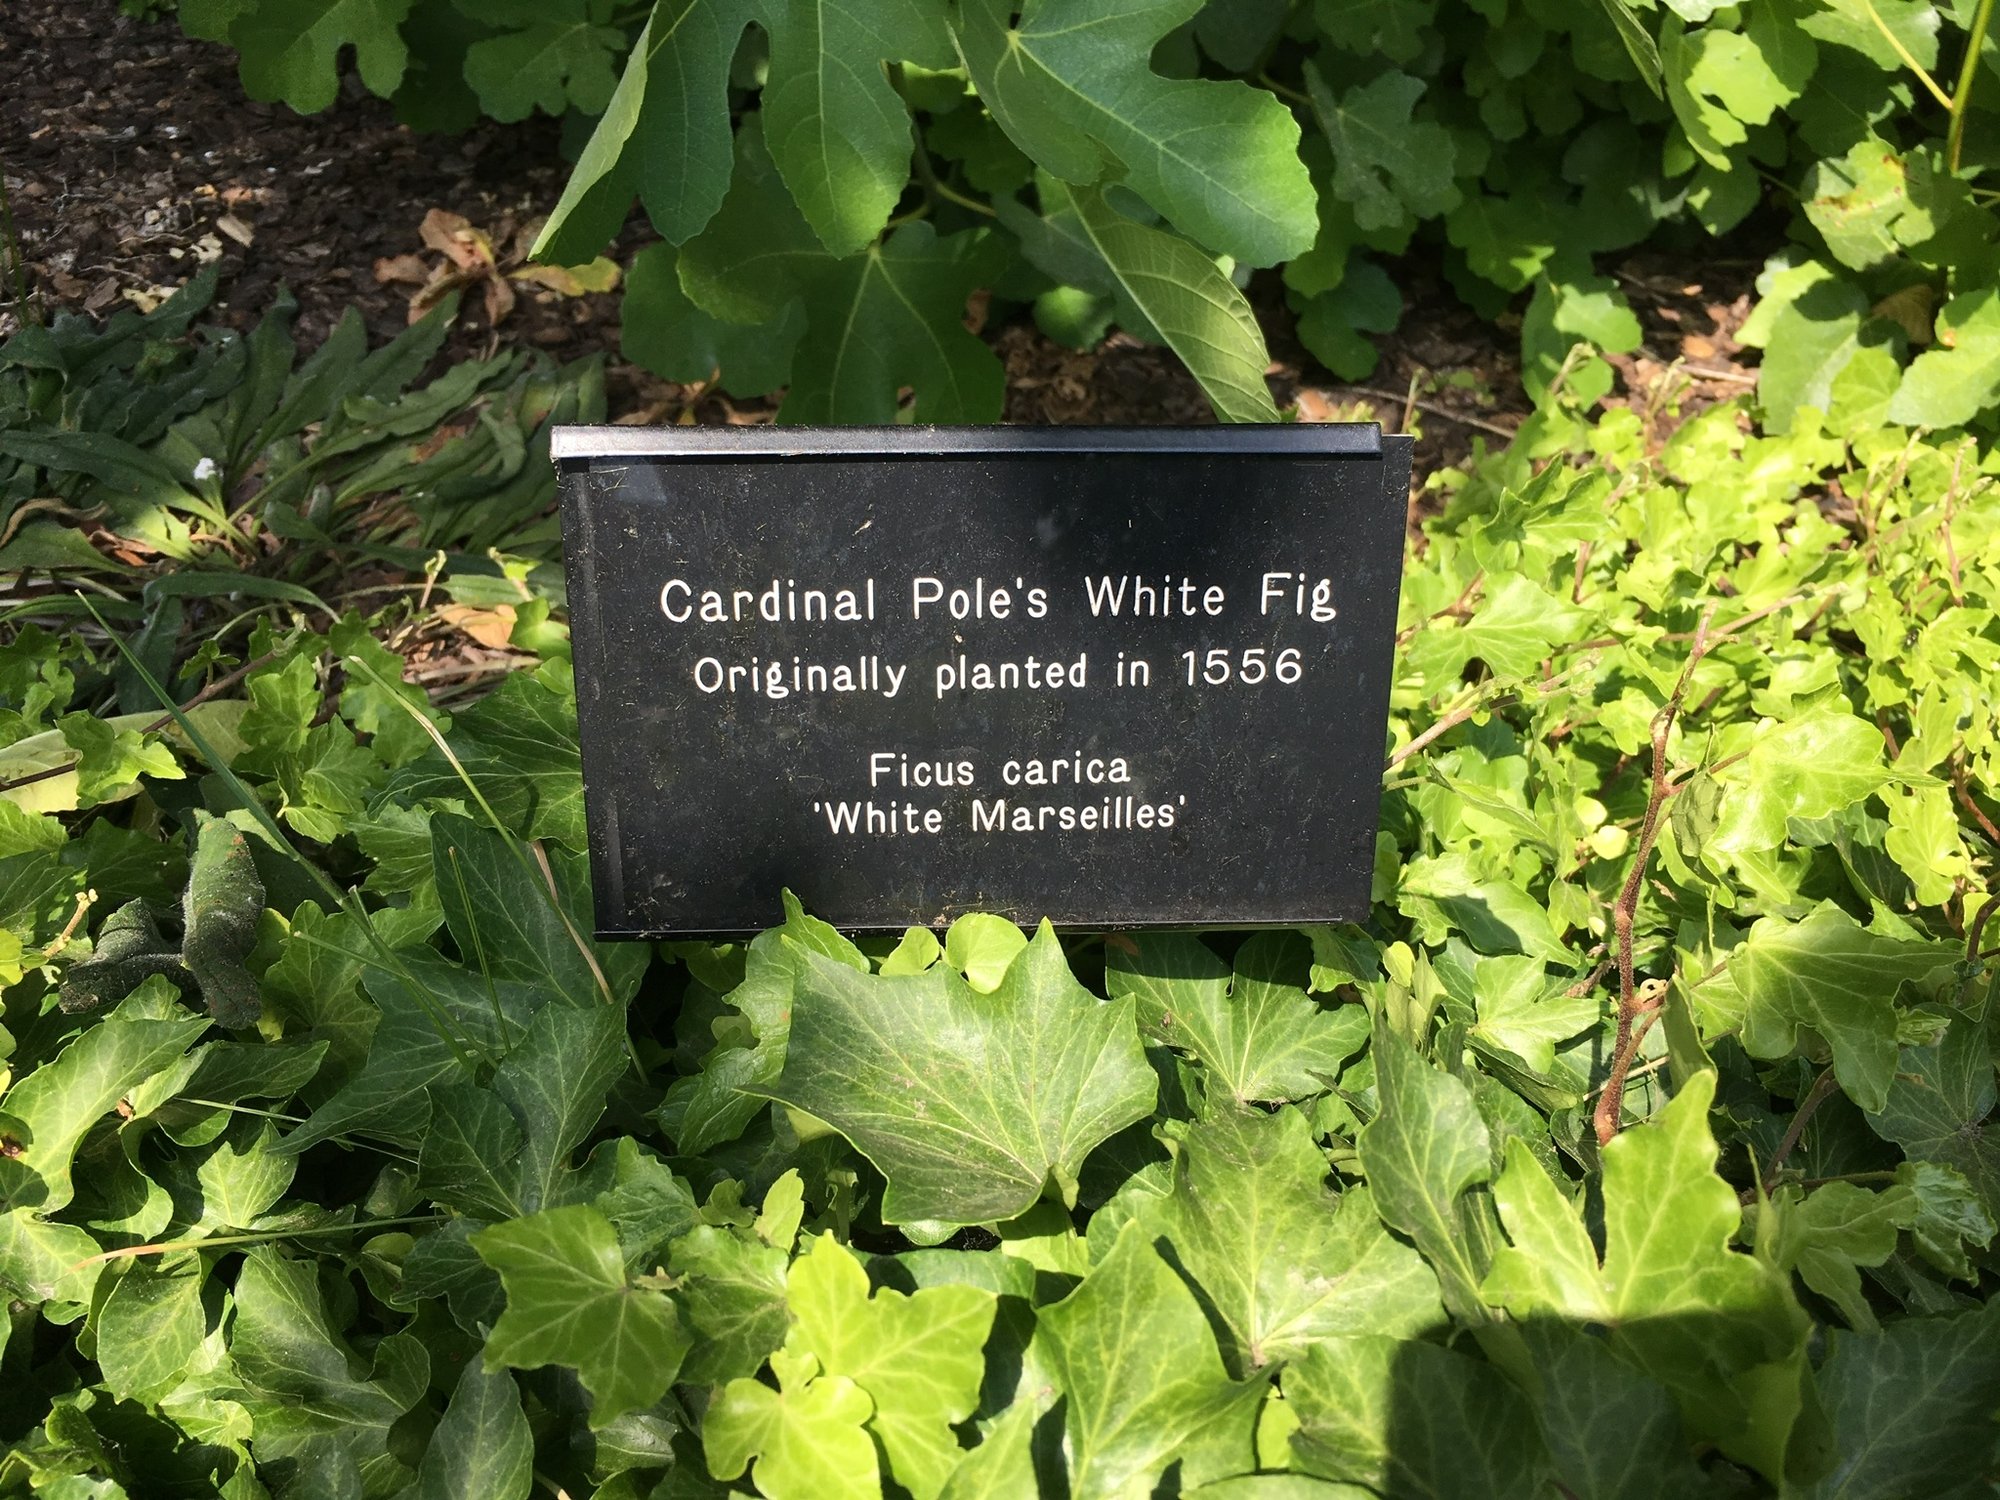 Cardinal Pole's White Fig
Originally planted in 1556
Ficus carica
'White Marseilles'